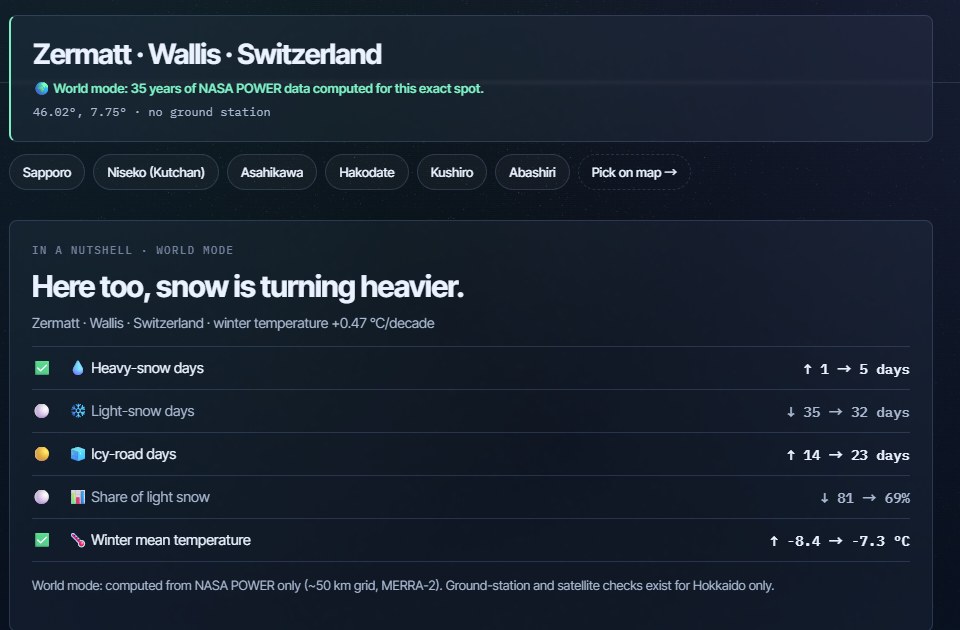 Zermatt · Wallis · Switzerland
World mode: 35 years of NASA POWER data computed for this exact spot.
46.02°, 7.75° · no ground station
Sapporo Niseko (Kutchan) Asahikawa Hakodate Kushiro Abashiri Pick on map →
IN A NUTSHELL · WORLD MODE
Here too, snow is turning heavier.
Zermatt · Wallis · Switzerland · winter temperature +0.47 °C/decade
Heavy-snow days ↑ 1 → 5 days
Light-snow days ↓ 35 → 32 days
Icy-road days ↑ 14 → 23 days
Share of light snow ↓ 81 → 69%
Winter mean temperature ↑ -8.4 → -7.3 °C
World mode: computed from NASA POWER only (~50 km grid, MERRA-2). Ground-station and satellite checks exist for Hokkaido only.